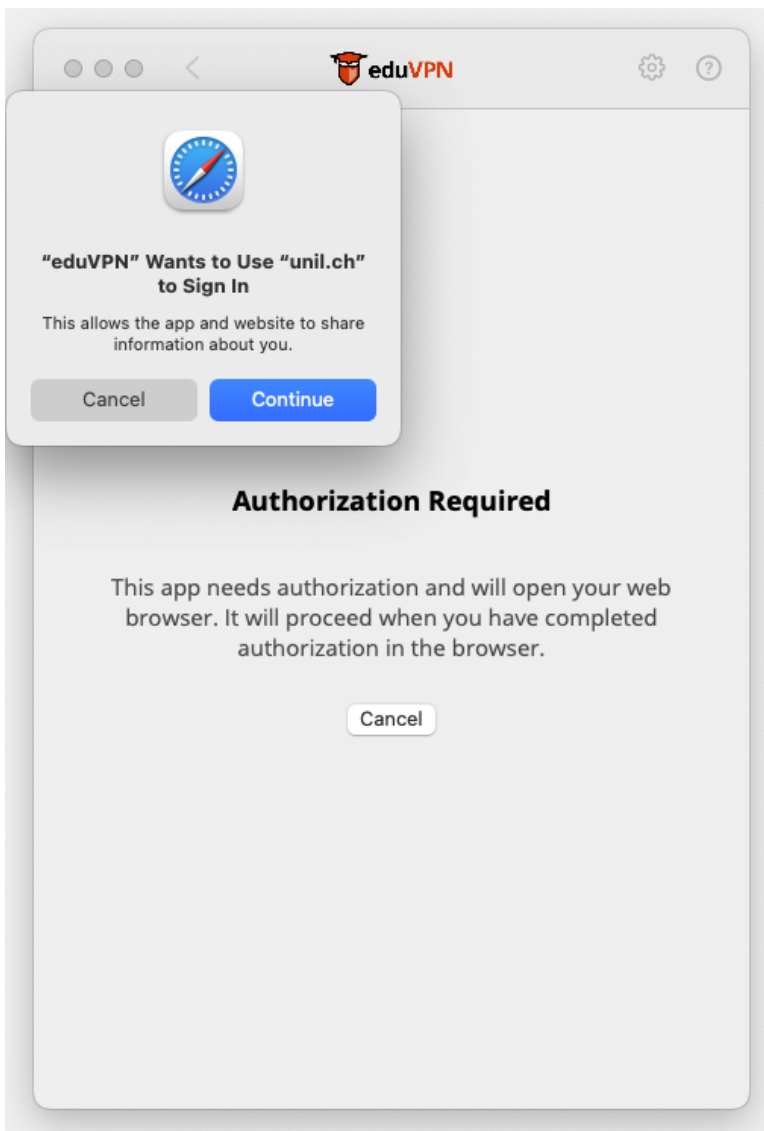 eduVPN
“eduVPN” Wants to Use “unil.ch”
to Sign In
This allows the app and website to share
information about you.
Cancel
Continue
Authorization Required
This app needs authorization and will open your web
browser. It will proceed when you have completed
authorization in the browser.
Cancel